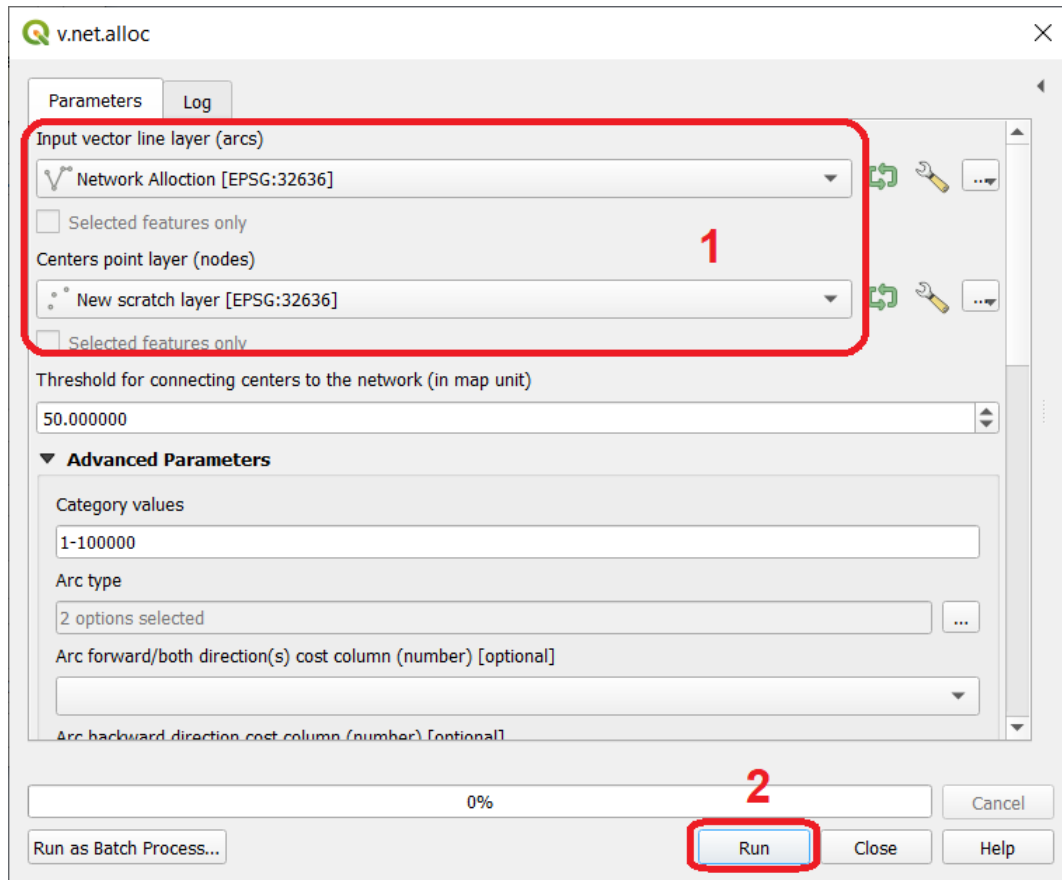 v.net.alloc
Parameters
Log
Input vector line layer (arcs)
Network Alloction [EPSG:32636]
...
Selected features only
1
Centers point layer (nodes)
New scratch layer [EPSG:32636]
...
Selected features only
Threshold for connecting centers to the network (in map unit)
50.000000
Advanced Parameters
Category values
1-100000
Arc type
2 options selected
...
Arc forward/both direction(s) cost column (number) [optional]
Arc backward direction cost column (number) [optional]
0%
2
Cancel
Run as Batch Process...
Run
Close
Help